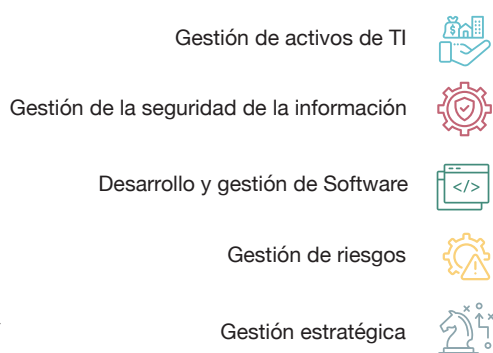 Gestión de activos de TI
Gestión de la seguridad de la información
Desarrollo y gestión de Software
</>
Gestión de riesgos
Gestión estratégica